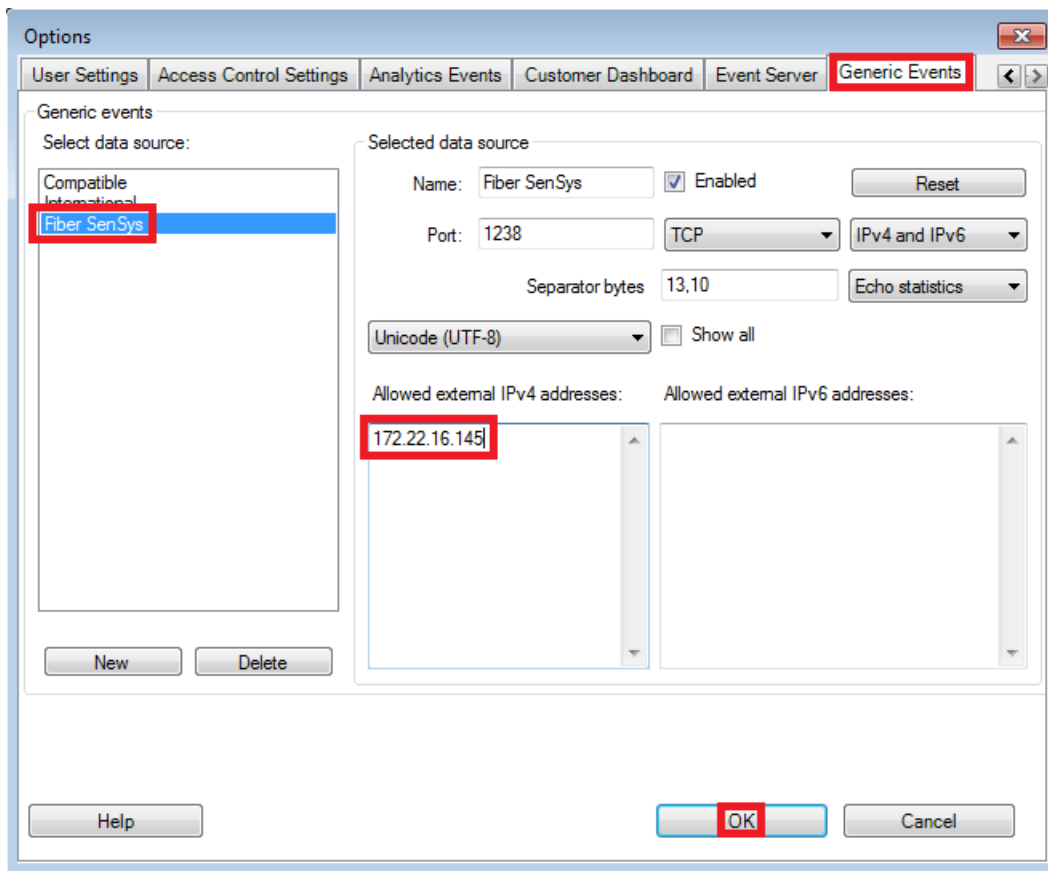 Options
User Settings Access Control Settings Analytics Events Customer Dashboard Event Server Generic Events
Generic events
Select data source:
Compatible
International
Fiber SenSys
New Delete
Selected data source
Name: Fiber SenSys Enabled Reset
Port: 1238 TCP IPv4 and IPv6
Separator bytes 13,10 Echo statistics
Unicode (UTF-8) Show all
Allowed external IPv4 addresses: Allowed external IPv6 addresses:
172.22.16.145
Help OK Cancel